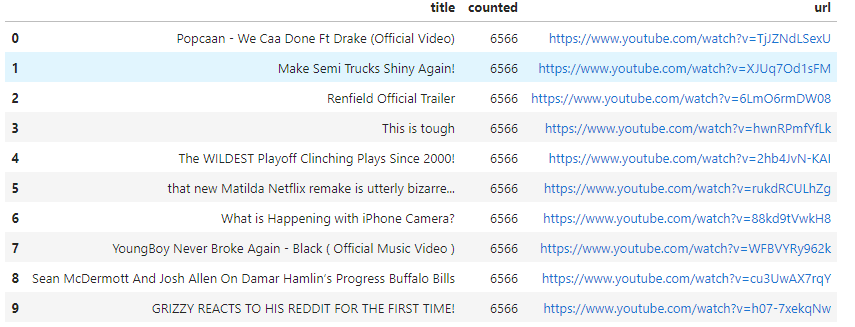 title counted url
0 Popcaan - We Caa Done Ft Drake (Official Video) 6566 https://www.youtube.com/watch?v=TjJZNdLSexU
1 Make Semi Trucks Shiny Again! 6566 https://www.youtube.com/watch?v=XJUq7Od1sFM
2 Renfield Official Trailer 6566 https://www.youtube.com/watch?v=6LmO6rmDW08
3 This is tough 6566 https://www.youtube.com/watch?v=hwnRPmfYfLk
4 The WILDEST Playoff Clinching Plays Since 2000! 6566 https://www.youtube.com/watch?v=2hb4JvN-KAI
5 that new Matilda Netflix remake is utterly bizarre... 6566 https://www.youtube.com/watch?v=rukdRCULhZg
6 What is Happening with iPhone Camera? 6566 https://www.youtube.com/watch?v=88kd9tVwkH8
7 YoungBoy Never Broke Again - Black ( Official Music Video ) 6566 https://www.youtube.com/watch?v=WFBVYRy962k
8 Sean McDermott And Josh Allen On Damar Hamlin’s Progress Buffalo Bills 6566 https://www.youtube.com/watch?v=cu3UwAX7rqY
9 GRIZZY REACTS TO HIS REDDIT FOR THE FIRST TIME! 6566 https://www.youtube.com/watch?v=h07-7xekqNw